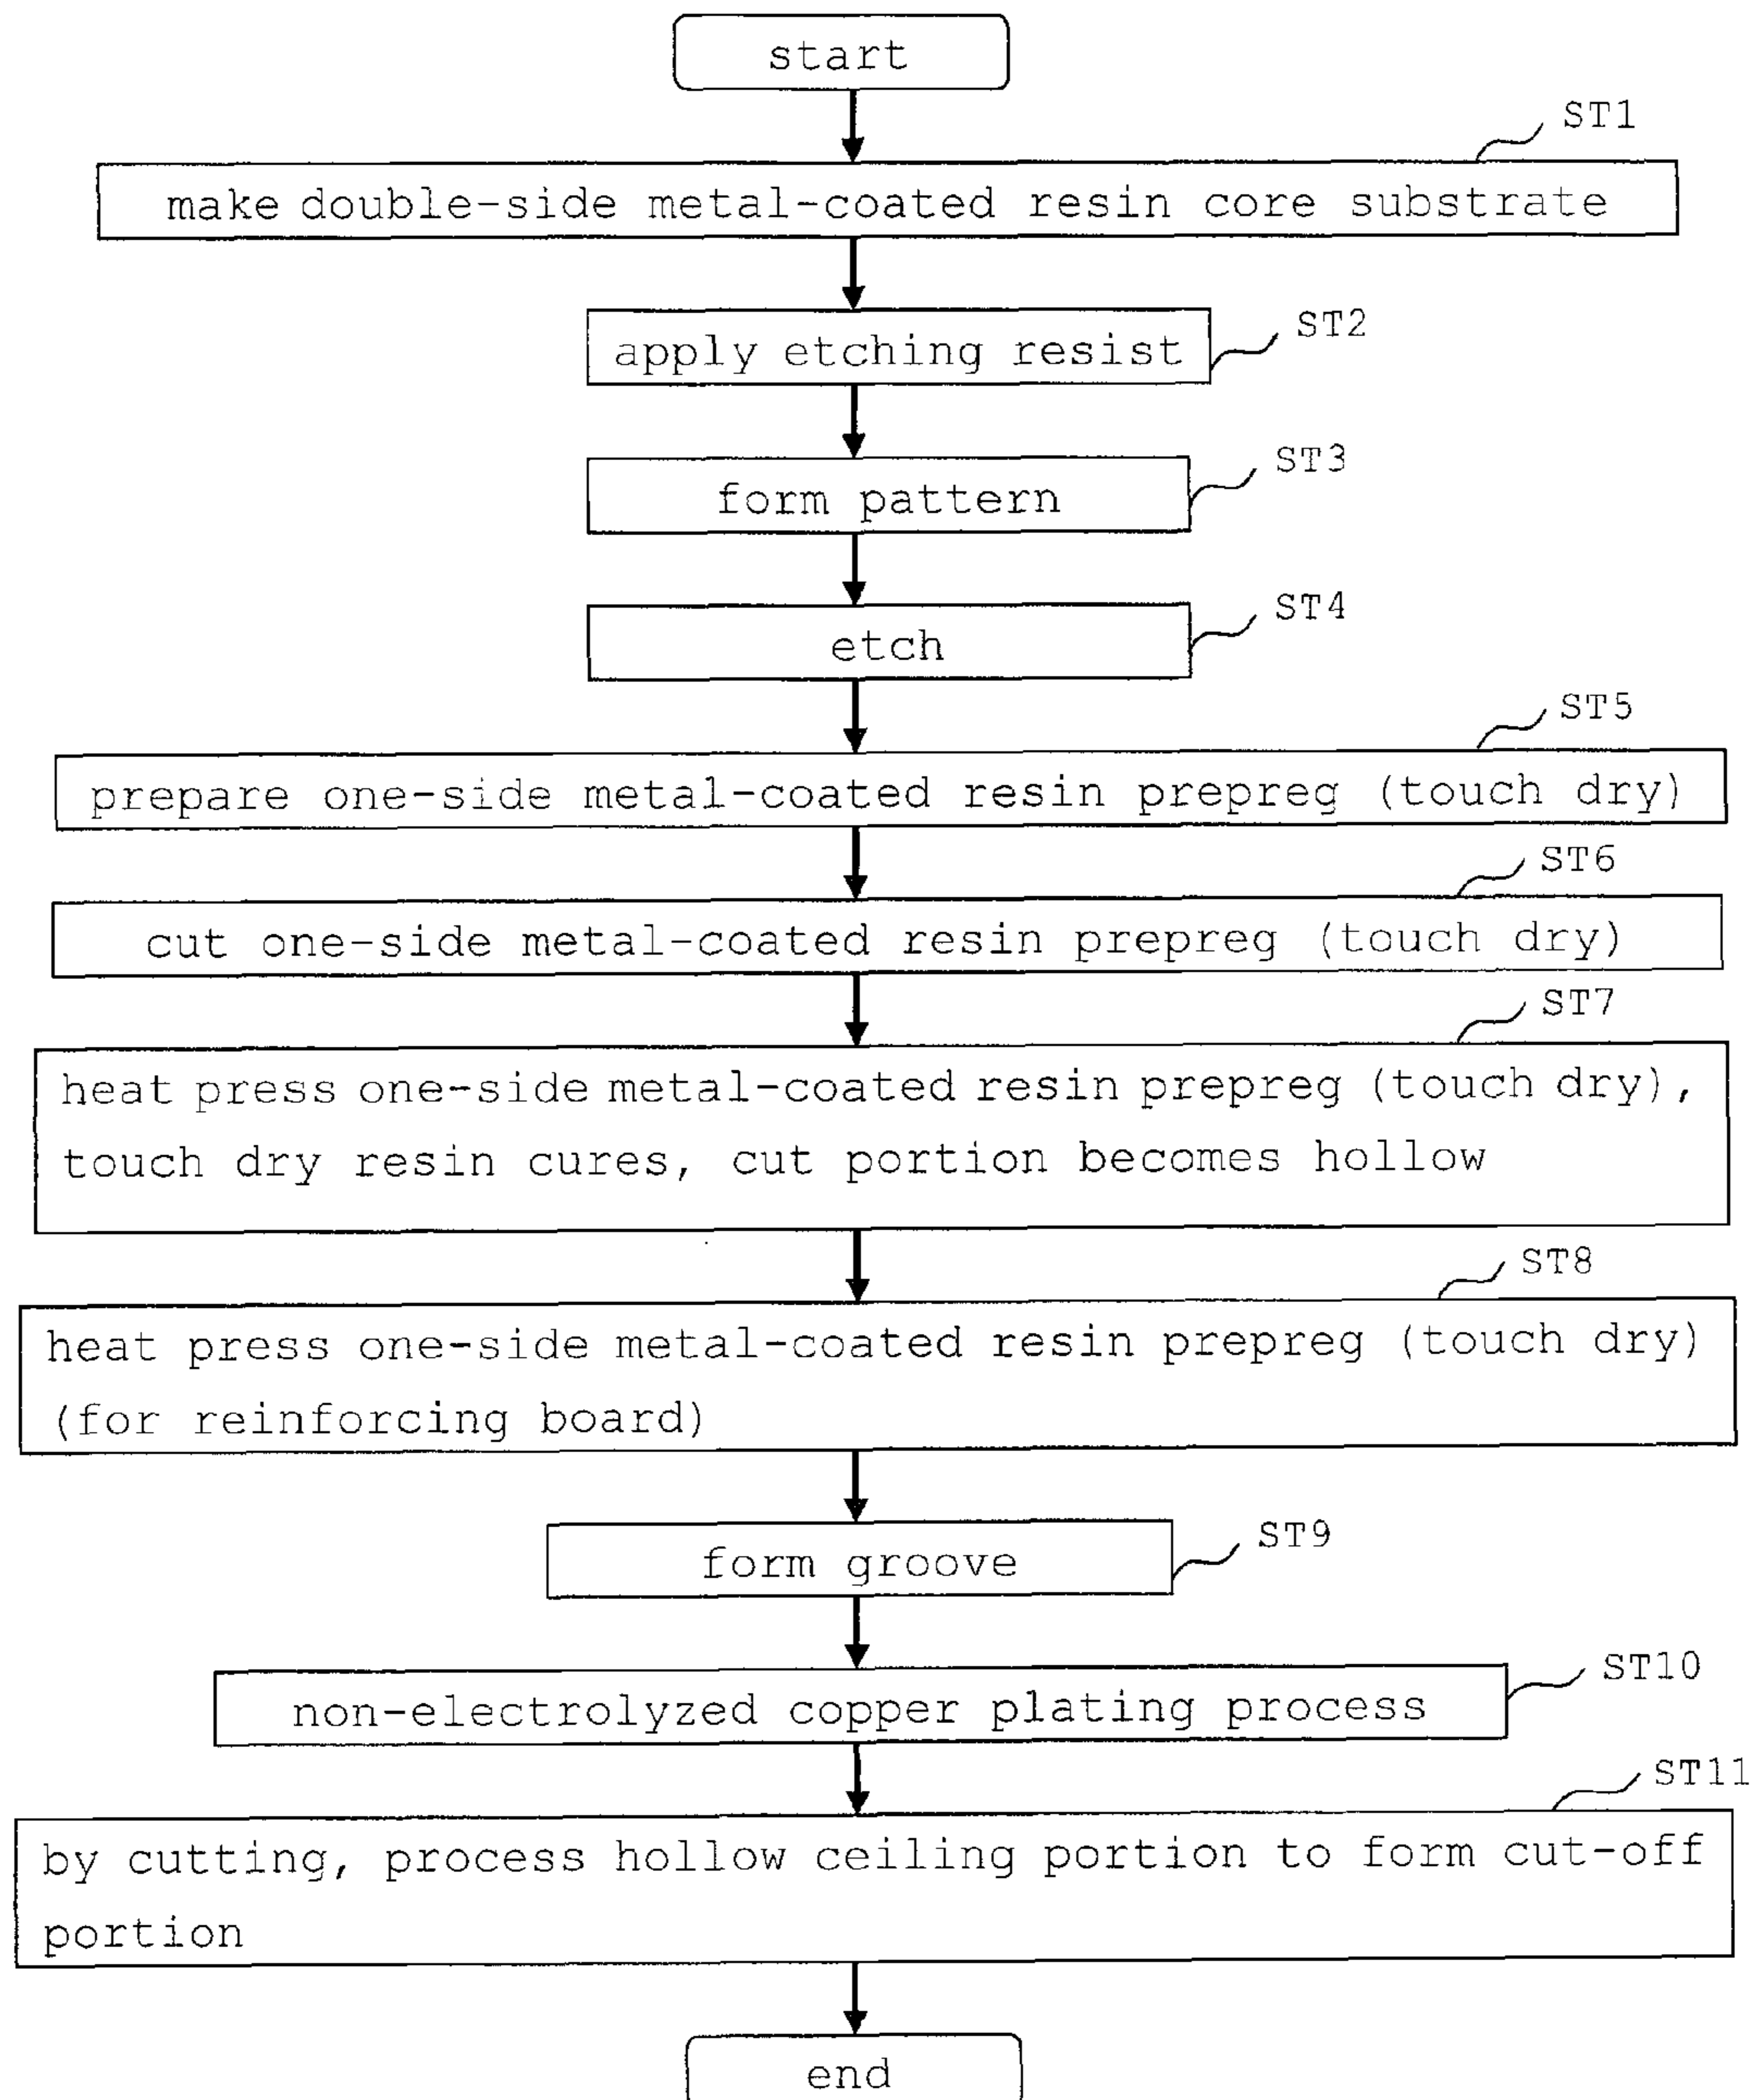 start
ST1
make double-side metal-coated resin core substrate
ST2
apply etching resist
ST3
form pattern
ST4
etch
ST5
prepare one-side metal-coated resin prepreg (touch dry)
ST6
cut one-side metal-coated resin prepreg (touch dry)
ST7
heat press one-side metal-coated resin prepreg (touch dry),
touch dry resin cures, cut portion becomes hollow
ST8
heat press one-side metal-coated resin prepreg (touch dry)
(for reinforcing board)
ST9
form groove
ST10
non-electrolyzed copper plating process
ST11
by cutting, process hollow ceiling portion to form cut-off
portion
end